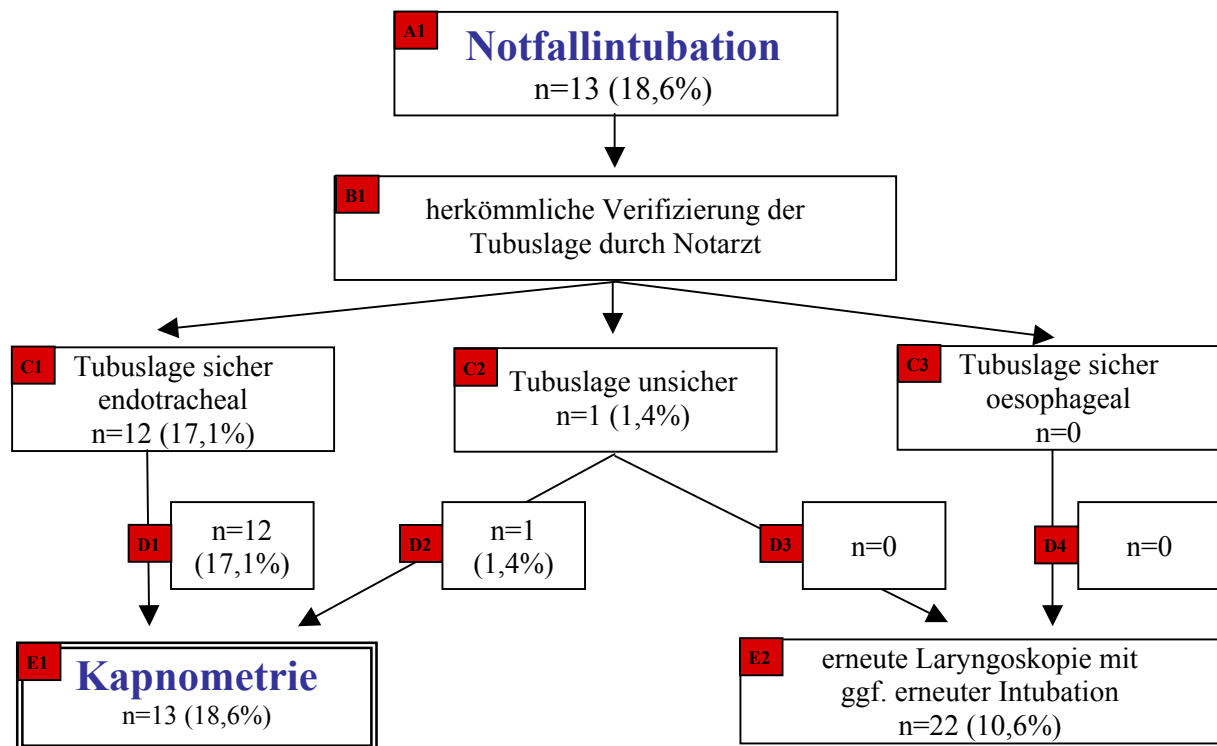 A1
Notfallintubation
n=13 (18,6%)
B1
herkömmliche Verifizierung der
Tubuslage durch Notarzt
C1
Tubuslage sicher
endotracheal
n=12 (17,1%)
C2
Tubuslage unsicher
n=1 (1,4%)
C3
Tubuslage sicher
oesophageal
n=0
D1
n=12
(17,1%)
D2
n=1
(1,4%)
D3
n=0
D4
n=0
E1
Kapnometrie
n=13 (18,6%)
E2
erneute Laryngoskopie mit
ggf. erneuter Intubation
n=22 (10,6%)